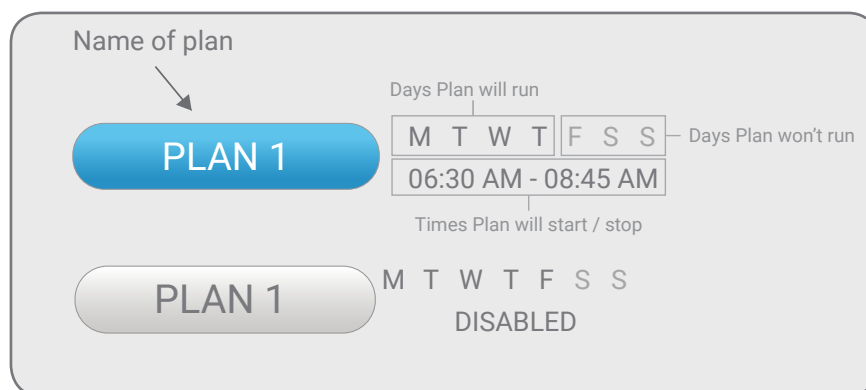 Name of plan
Days Plan will run
PLAN 1
M T W T F S S
Days Plan won't run
06:30 AM - 08:45 AM
Times Plan will start / stop
PLAN 1
M T W T F S S
DISABLED